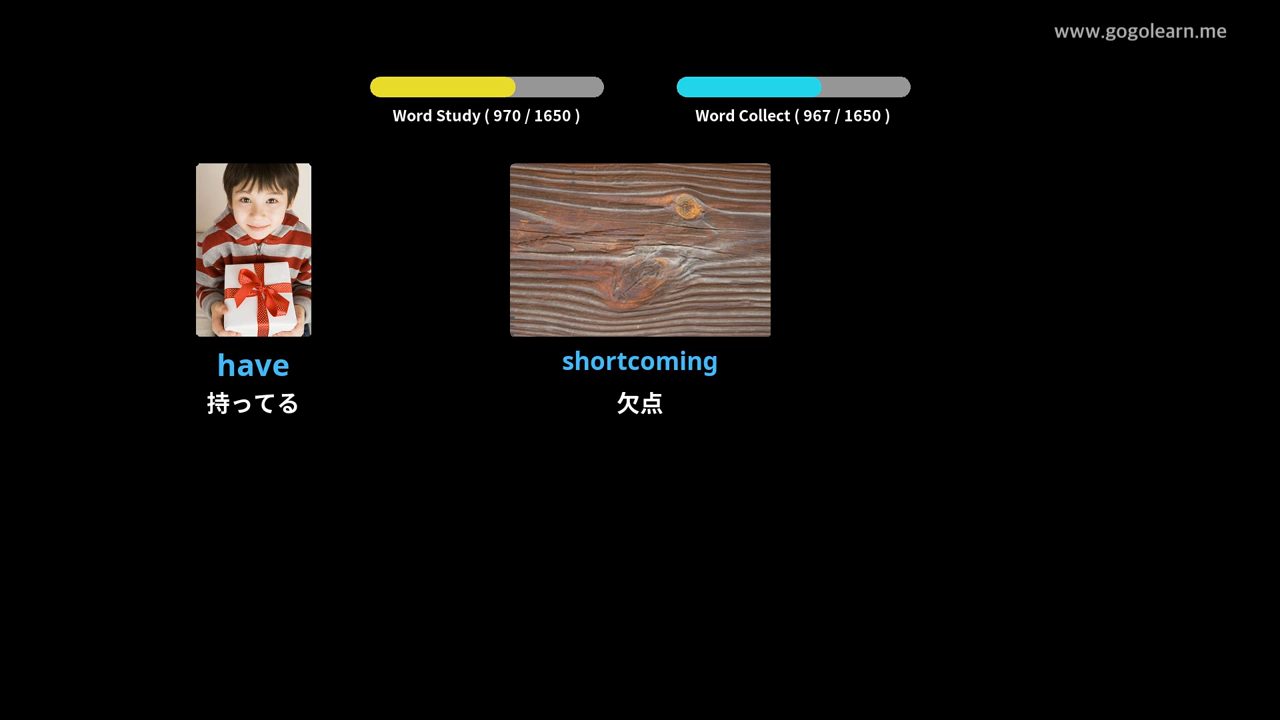 www.gogolearn.me
Word Study ( 970 / 1650 )
Word Collect ( 967 / 1650 )
have
持ってる
shortcoming
欠点